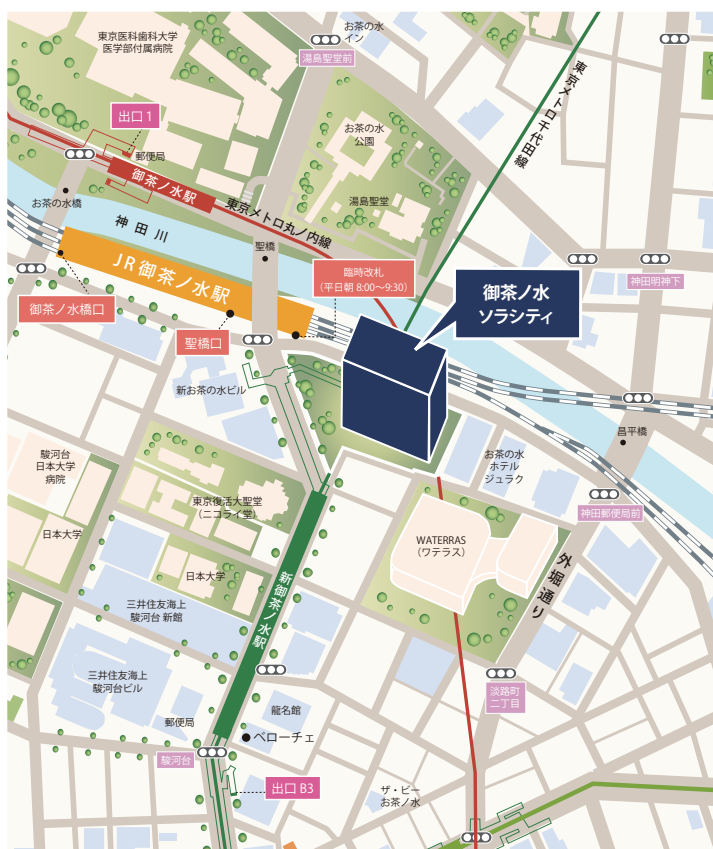 東京医科歯科大学
医学部付属病院
お茶の水
イン
湯島聖堂前
東京メトロ千代田線
出口1
お茶の水
公園
郵便局
御茶ノ水駅
お茶の水橋
湯島聖堂
東京メトロ丸ノ内線
神田川
聖橋
JR御茶ノ水駅
臨時改札
(平日朝 8:00〜9:30)
御茶ノ水
ソラシティ
神田明神下
御茶ノ水橋口
聖橋口
新お茶の水ビル
昌平橋
駿河台
日本大学
病院
お茶の水
ホテル
ジュラク
東京復活大聖堂
(ニコライ堂)
神田郵便局前
日本大学
WATERRAS
(ワテラス)
外堀通り
日本大学
新御茶ノ水駅
三井住友海上
駿河台 新館
三井住友海上
駿河台ビル
淡路町
二丁目
龍名館
郵便局
ベローチェ
駿河台
出口 B3
ザ・ビー
お茶ノ水